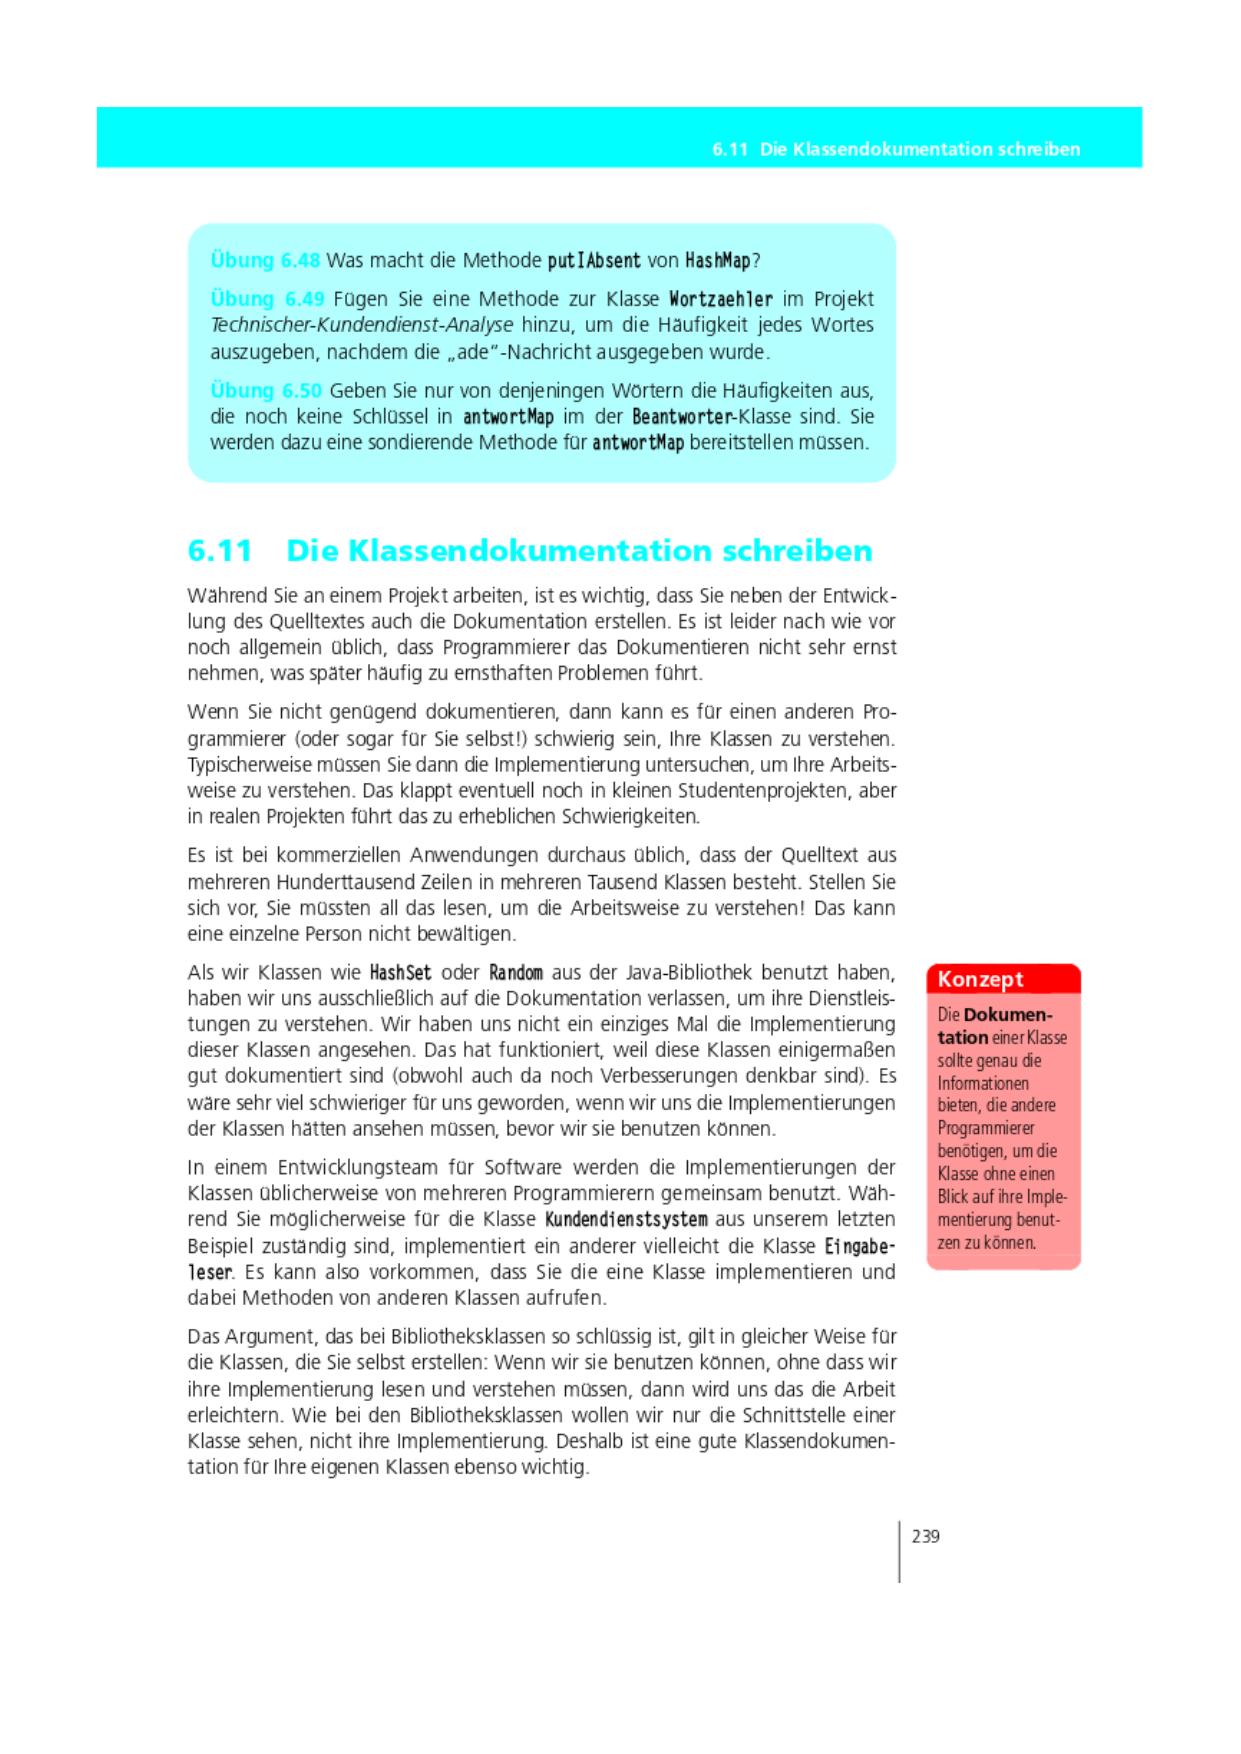 6.11 Die Klassendokumentation schreiben
Übung 6.48 Was macht die Methode putIAbsent von HashMap?
Übung 6.49 Fügen Sie eine Methode zur Klasse Wortzaehler im Projekt
Technischer-Kundendienst-Analyse hinzu, um die Häufigkeit jedes Wortes
auszugeben, nachdem die „ade“-Nachricht ausgegeben wurde.
Übung 6.50 Geben Sie nur von denjenigen Wörtern die Häufigkeiten aus,
die noch keine Schlüssel in antwortMap im der Beantworter-Klasse sind. Sie
werden dazu eine sondierende Methode für antwortMap bereitstellen müssen.
6.11 Die Klassendokumentation schreiben
Während Sie an einem Projekt arbeiten, ist es wichtig, dass Sie neben der Entwick-
lung des Quelltextes auch die Dokumentation erstellen. Es ist leider nach wie vor
noch allgemein üblich, dass Programmierer das Dokumentieren nicht sehr ernst
nehmen, was später häufig zu ernsthaften Problemen führt.
Wenn Sie nicht genügend dokumentieren, dann kann es für einen anderen Pro-
grammierer (oder sogar für Sie selbst!) schwierig sein, Ihre Klassen zu verstehen.
Typischerweise müssen Sie dann die Implementierung untersuchen, um Ihre Arbeits-
weise zu verstehen. Das klappt eventuell noch in kleinen Studentenprojekten, aber
in realen Projekten führt das zu erheblichen Schwierigkeiten.
Es ist bei kommerziellen Anwendungen durchaus üblich, dass der Quelltext aus
mehreren Hunderttausend Zeilen in mehreren Tausend Klassen besteht. Stellen Sie
sich vor, Sie müssten all das lesen, um die Arbeitsweise zu verstehen! Das kann
eine einzelne Person nicht bewältigen.
Als wir Klassen wie HashSet oder Random aus der Java-Bibliothek benutzt haben,
haben wir uns ausschließlich auf die Dokumentation verlassen, um ihre Dienstleis-
tungen zu verstehen. Wir haben uns nicht ein einziges Mal die Implementierung
dieser Klassen angesehen. Das hat funktioniert, weil diese Klassen einigermaßen
gut dokumentiert sind (obwohl auch da noch Verbesserungen denkbar sind). Es
wäre sehr viel schwieriger für uns geworden, wenn wir uns die Implementierungen
der Klassen hätten ansehen müssen, bevor wir sie benutzen können.
In einem Entwicklungsteam für Software werden die Implementierungen der
Klassen üblicherweise von mehreren Programmierern gemeinsam benutzt. Wäh-
rend Sie möglicherweise für die Klasse Kundendienstsystem aus unserem letzten
Beispiel zuständig sind, implementiert ein anderer vielleicht die Klasse Eingabe-
leser. Es kann also vorkommen, dass Sie die eine Klasse implementieren und
dabei Methoden von anderen Klassen aufrufen.
Das Argument, das bei Bibliotheksklassen so schlüssig ist, gilt in gleicher Weise für
die Klassen, die Sie selbst erstellen: Wenn wir sie benutzen können, ohne dass wir
ihre Implementierung lesen und verstehen müssen, dann wird uns das die Arbeit
erleichtern. Wie bei den Bibliotheksklassen wollen wir nur die Schnittstelle einer
Klasse sehen, nicht ihre Implementierung. Deshalb ist eine gute Klassendokumen-
tation für Ihre eigenen Klassen ebenso wichtig.
Konzept
Die Dokumen-
tation einer Klasse
sollte genau die
Informationen
bieten, die andere
Programmierer
benötigen, um die
Klasse ohne einen
Blick auf ihre Imple-
mentierung benut-
zen zu können.
239